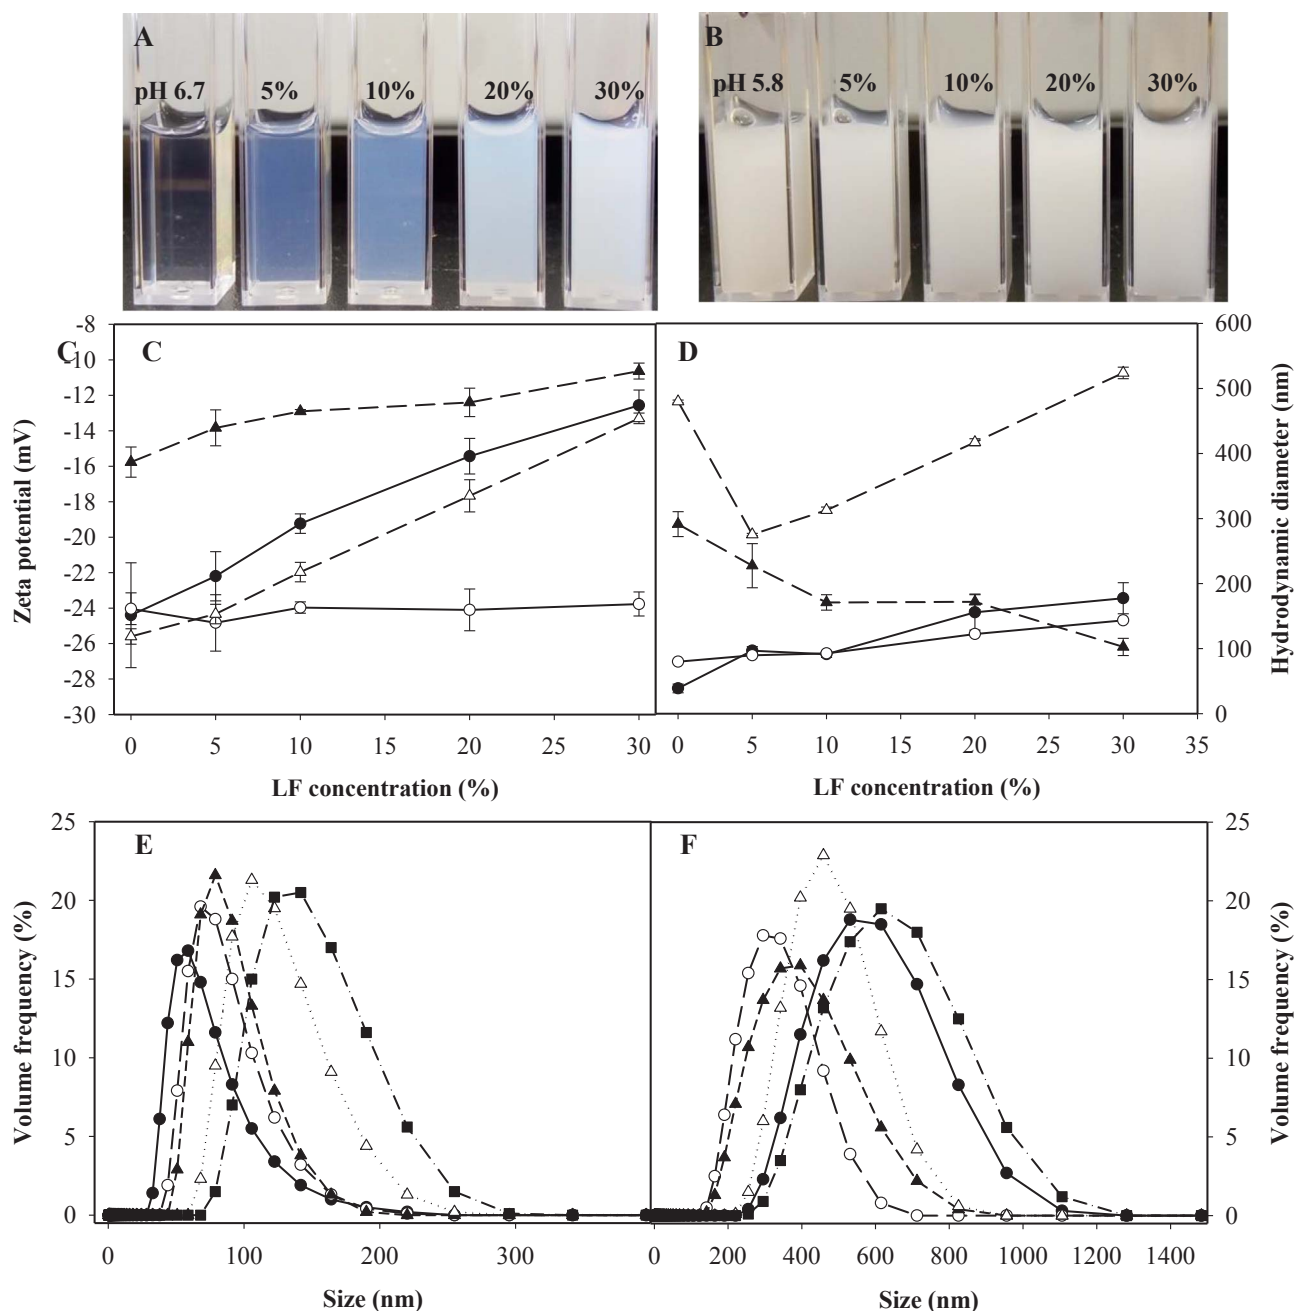 A
pH 6.7 5% 10% 20% 30%
B
pH 5.8 5% 10% 20% 30%
C C
-8
-10
-12
-14
-16
-18
-20
-22
-24
-26
-28
-30
Zeta potential (mV)
0 5 10 20 30
LF concentration (%)
D
600
500
400
300
200
100
0
Hydrodynamic diameter (nm)
0 5 10 15 20 25 30 35
LF concentration (%)
E
25
20
15
10
5
0
Volume frequency (%)
0 100 200 300
Size (nm)
F
25
20
15
10
5
0
Volume frequency (%)
0 200 400 600 800 1000 1200 1400
Size (nm)